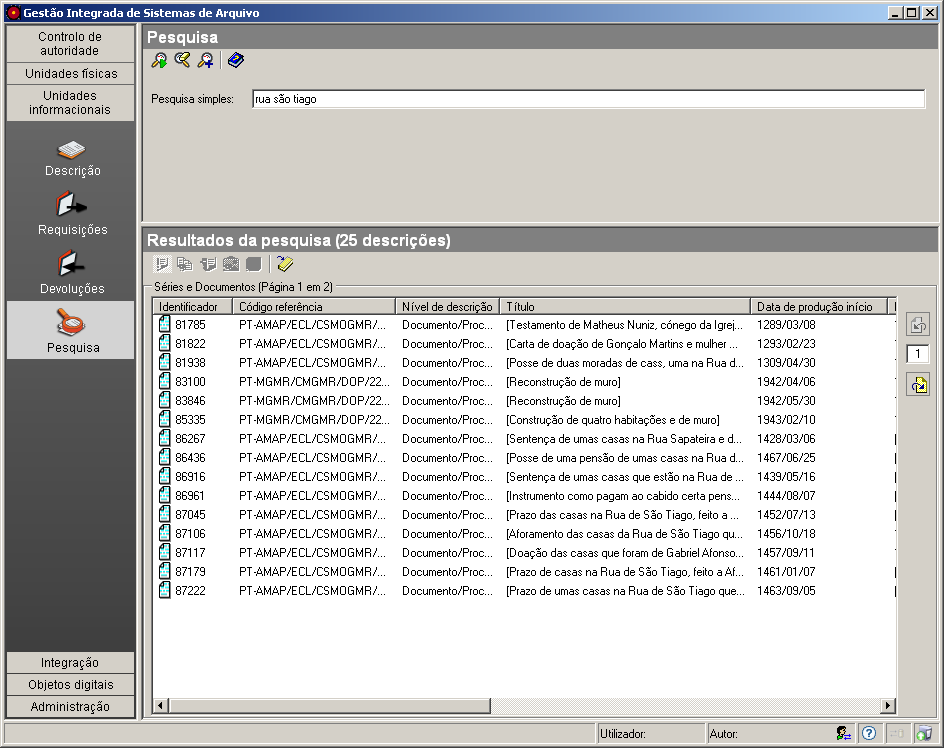 Gestão Integrada de Sistemas de Arquivo
Controlo de
autoridade
Unidades físicas
Unidades
informacionais
Descrição
Requisições
Devoluções
Pesquisa
Integração
Objetos digitais
Administração
Pesquisa
Pesquisa simples: rua são tiago
Resultados da pesquisa (25 descrições)
Séries e Documentos (Página 1 em 2)
Identificador Código referência Nível de descrição Título Data de produção início
81785 PT-AMAP/ECL/CSMOGMR/... Documento/Proc... [Testamento de Matheus Nuniz, cónego da Igrej... 1289/03/08
81822 PT-AMAP/ECL/CSMOGMR/... Documento/Proc... [Carta de doação de Gonçalo Martins e mulher ... 1293/02/23
81938 PT-AMAP/ECL/CSMOGMR/... Documento/Proc... [Posse de duas moradas de cass, uma na Rua d... 1309/04/30
83100 PT-MGMR/CMGMR/DOP/22... Documento/Proc... [Reconstrução de muro] 1942/04/06
83846 PT-MGMR/CMGMR/DOP/22... Documento/Proc... [Reconstrução de muro] 1942/05/30
85335 PT-MGMR/CMGMR/DOP/22... Documento/Proc... [Construção de quatro habitações e de muro] 1943/02/10
86267 PT-AMAP/ECL/CSMOGMR/... Documento/Proc... [Sentença de umas casas na Rua Sapateira e d... 1428/03/06
86436 PT-AMAP/ECL/CSMOGMR/... Documento/Proc... [Posse de uma pensão de umas casas na Rua d... 1467/06/25
86916 PT-AMAP/ECL/CSMOGMR/... Documento/Proc... [Sentença de umas casas que estão na Rua de ... 1439/05/16
86961 PT-AMAP/ECL/CSMOGMR/... Documento/Proc... [Instrumento como pagam ao cabido certa pens... 1444/08/07
87045 PT-AMAP/ECL/CSMOGMR/... Documento/Proc... [Prazo das casas na Rua de São Tiago, feito a ... 1452/07/13
87106 PT-AMAP/ECL/CSMOGMR/... Documento/Proc... [Aforamento das casas da Rua de São Tiago qu... 1456/10/18
87117 PT-AMAP/ECL/CSMOGMR/... Documento/Proc... [Doação das casas que foram de Gabriel Afonso... 1457/09/11
87179 PT-AMAP/ECL/CSMOGMR/... Documento/Proc... [Prazo de casas na Rua de São Tiago, feito a Af... 1461/01/07
87222 PT-AMAP/ECL/CSMOGMR/... Documento/Proc... [Prazo de umas casas na Rua de São Tiago que... 1463/09/05
1
Utilizador: Autor: